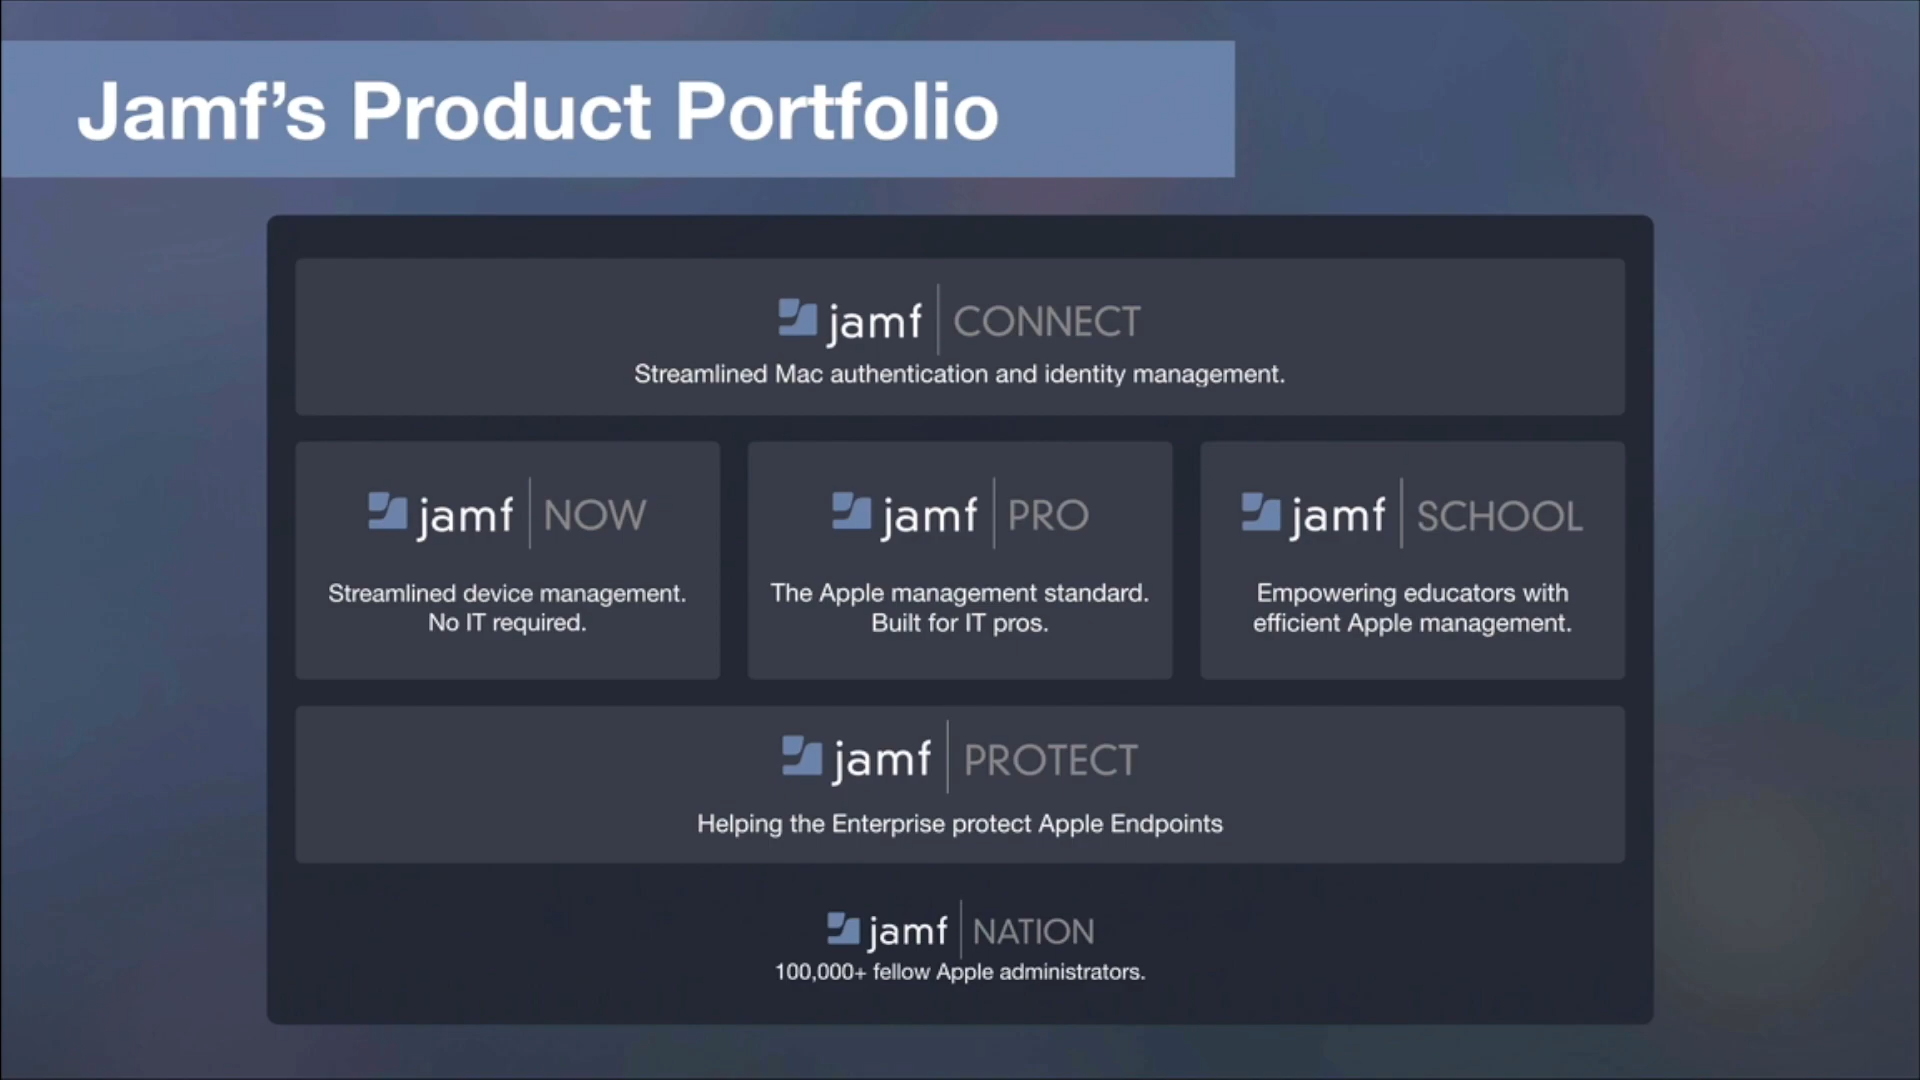 Jamf’s Product Portfolio
jamf CONNECT
Streamlined Mac authentication and identity management.
jamf NOW
Streamlined device management.
No IT required.
jamf PRO
The Apple management standard.
Built for IT pros.
jamf SCHOOL
Empowering educators with
efficient Apple management.
jamf PROTECT
Helping the Enterprise protect Apple Endpoints
jamf NATION
100,000+ fellow Apple administrators.